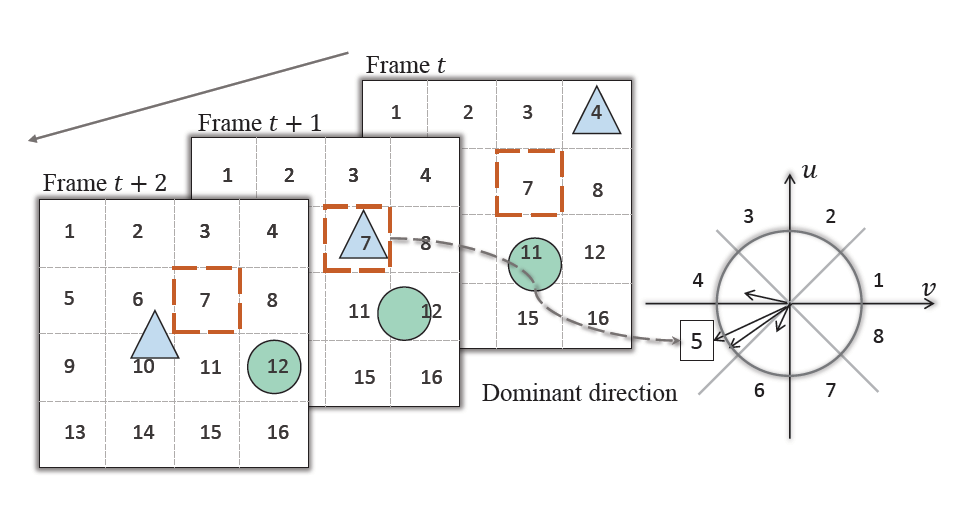 Frame t
1 2 3 4
7 8
11 12
15 16
Frame t + 1
1 2 3 4
7 8
11 12
15 16
Frame t + 2
1 2 3 4
5 6 7 8
9 10 11 12
13 14 15 16
Dominant direction
u
3 2
4 1
v
5 8
6 7